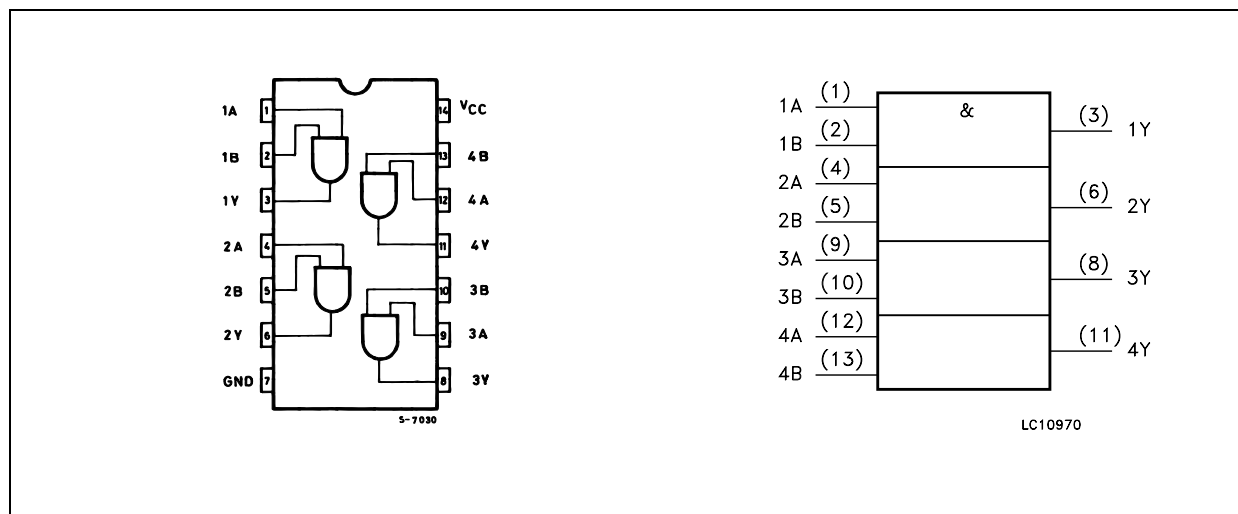 1A 1 14 VCC
1B 2 13 4B
1Y 3 12 4A
2A 4 11 4Y
2B 5 10 3B
2Y 6 9 3A
GND 7 8 3Y
S-7030
&
1A (1)
1B (2)
2A (4)
2B (5)
3A (9)
3B (10)
4A (12)
4B (13)
(3) 1Y
(6) 2Y
(8) 3Y
(11) 4Y
LC10970